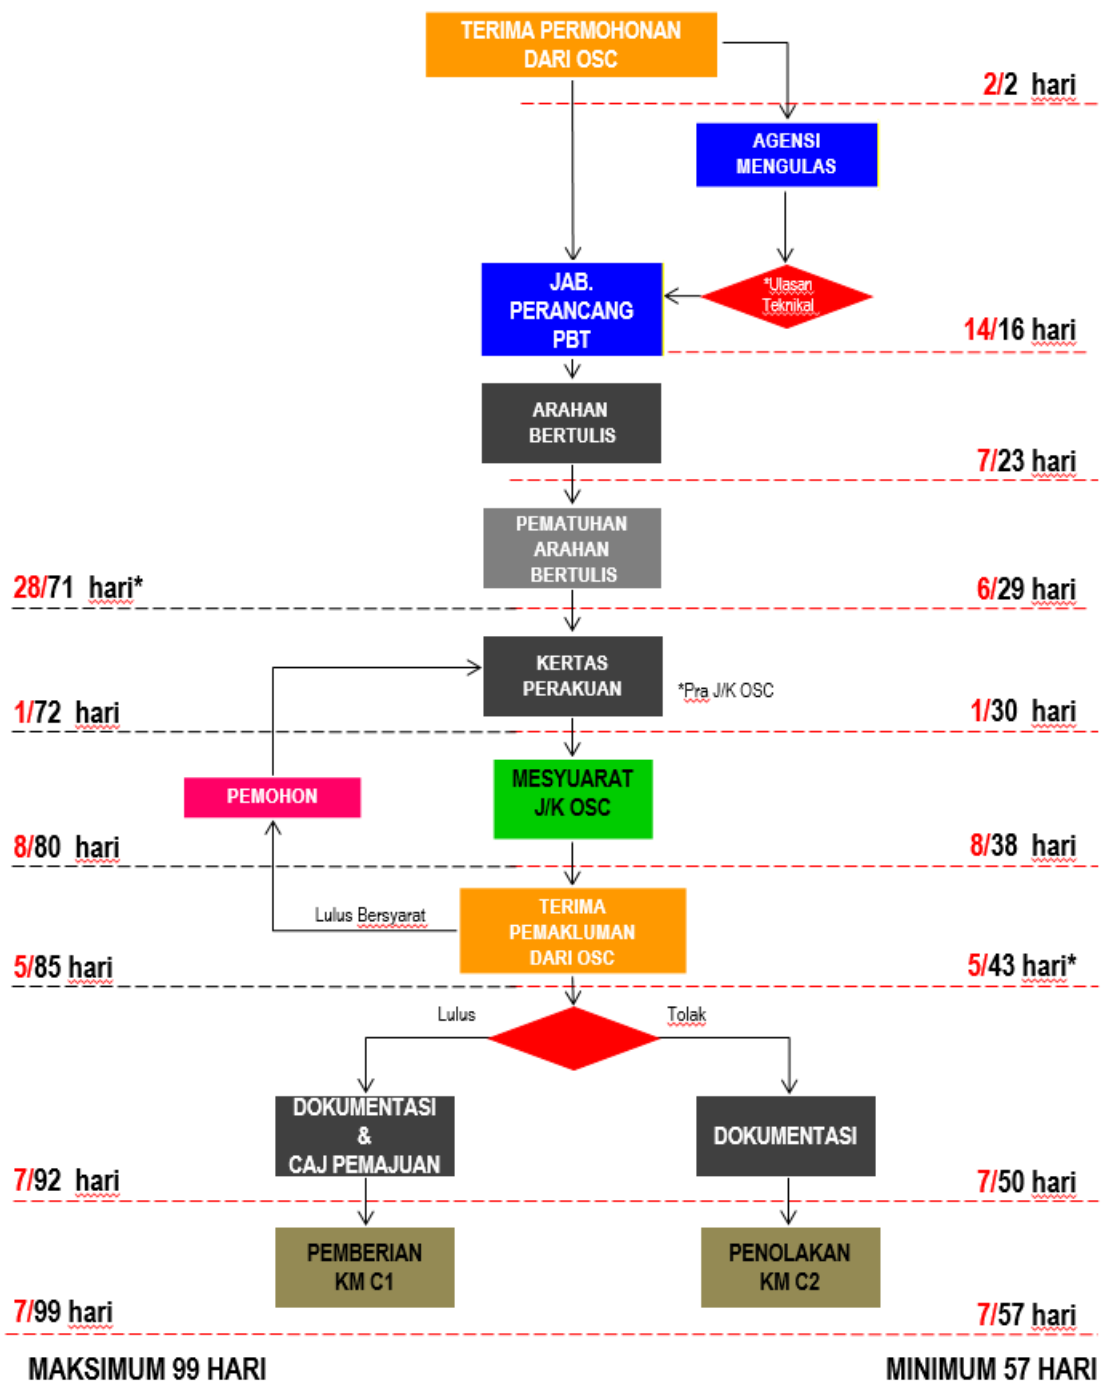 TERIMA PERMOHONAN
DARI OSC
2/2 hari
AGENSI
MENGULAS
JAB.
PERANCANG
PBT
*Ulasan
Teknikal
14/16 hari
ARAHAN
BERTULIS
7/23 hari
PEMATUHAN
ARAHAN
BERTULIS
28/71 hari*
6/29 hari
KERTAS
PERAKUAN
*Pra J/K OSC
1/72 hari
1/30 hari
MESYUARAT
J/K OSC
PEMOHON
8/80 hari
8/38 hari
TERIMA
PEMAKLUMAN
DARI OSC
Lulus Bersyarat
5/85 hari
5/43 hari*
Lulus
Tolak
DOKUMENTASI
&
CAJ PEMAJUAN
DOKUMENTASI
7/92 hari
7/50 hari
PEMBERIAN
KM C1
PENOLAKAN
KM C2
7/99 hari
7/57 hari
MAKSIMUM 99 HARI
MINIMUM 57 HARI